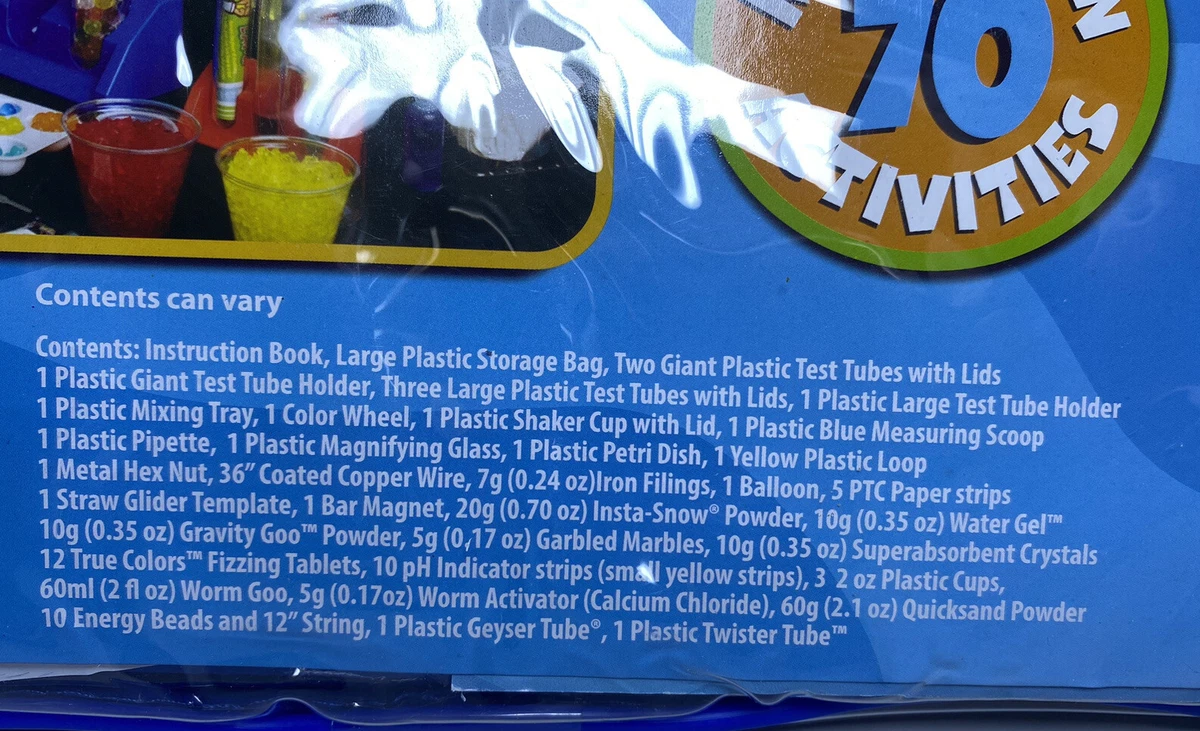 70
ACTIVITIES
Contents can vary
Contents: Instruction Book, Large Plastic Storage Bag, Two Giant Plastic Test Tubes with Lids
1 Plastic Giant Test Tube Holder, Three Large Plastic Test Tubes with Lids, 1 Plastic Large Test Tube Holder
1 Plastic Mixing Tray, 1 Color Wheel, 1 Plastic Shaker Cup with Lid, 1 Plastic Blue Measuring Scoop
1 Plastic Pipette, 1 Plastic Magnifying Glass, 1 Plastic Petri Dish, 1 Yellow Plastic Loop
1 Metal Hex Nut, 36” Coated Copper Wire, 7g (0.24 oz)Iron Filings, 1 Balloon, 5 PTC Paper strips
1 Straw Glider Template, 1 Bar Magnet, 20g (0.70 oz) Insta-Snow® Powder, 10g (0.35 oz) Water Gel™
10g (0.35 oz) Gravity Goo™ Powder, 5g (0,17 oz) Garbled Marbles, 10g (0.35 oz) Superabsorbent Crystals
12 True Colors™ Fizzing Tablets, 10 pH Indicator strips (small yellow strips), 3 2 oz Plastic Cups,
60ml (2 fl oz) Worm Goo, 5g (0.17oz) Worm Activator (Calcium Chloride), 60g (2.1 oz) Quicksand Powder
10 Energy Beads and 12” String, 1 Plastic Geyser Tube®, 1 Plastic Twister Tube™